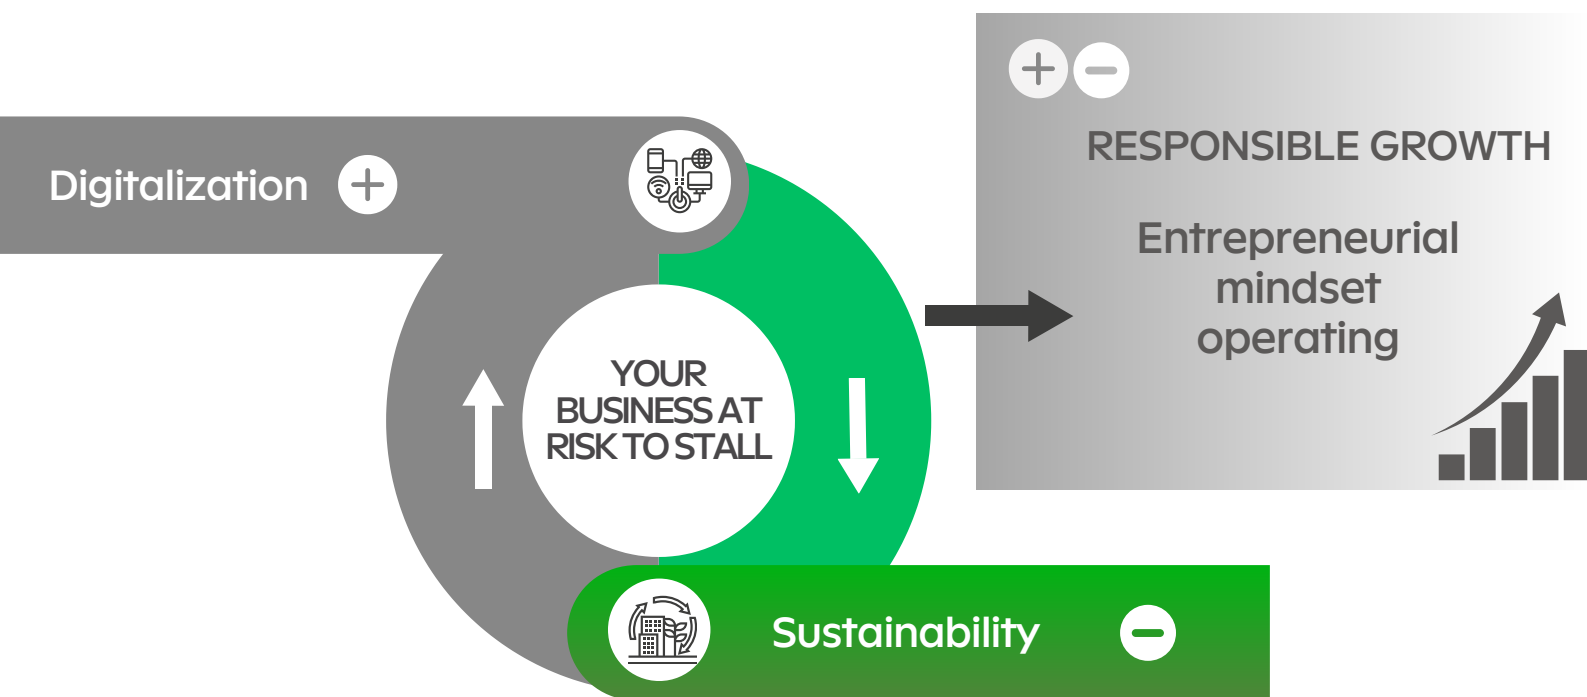 Digitalization
YOUR
BUSINESS AT
RISK TO STALL
Sustainability
RESPONSIBLE GROWTH
Entrepreneurial
mindset
operating